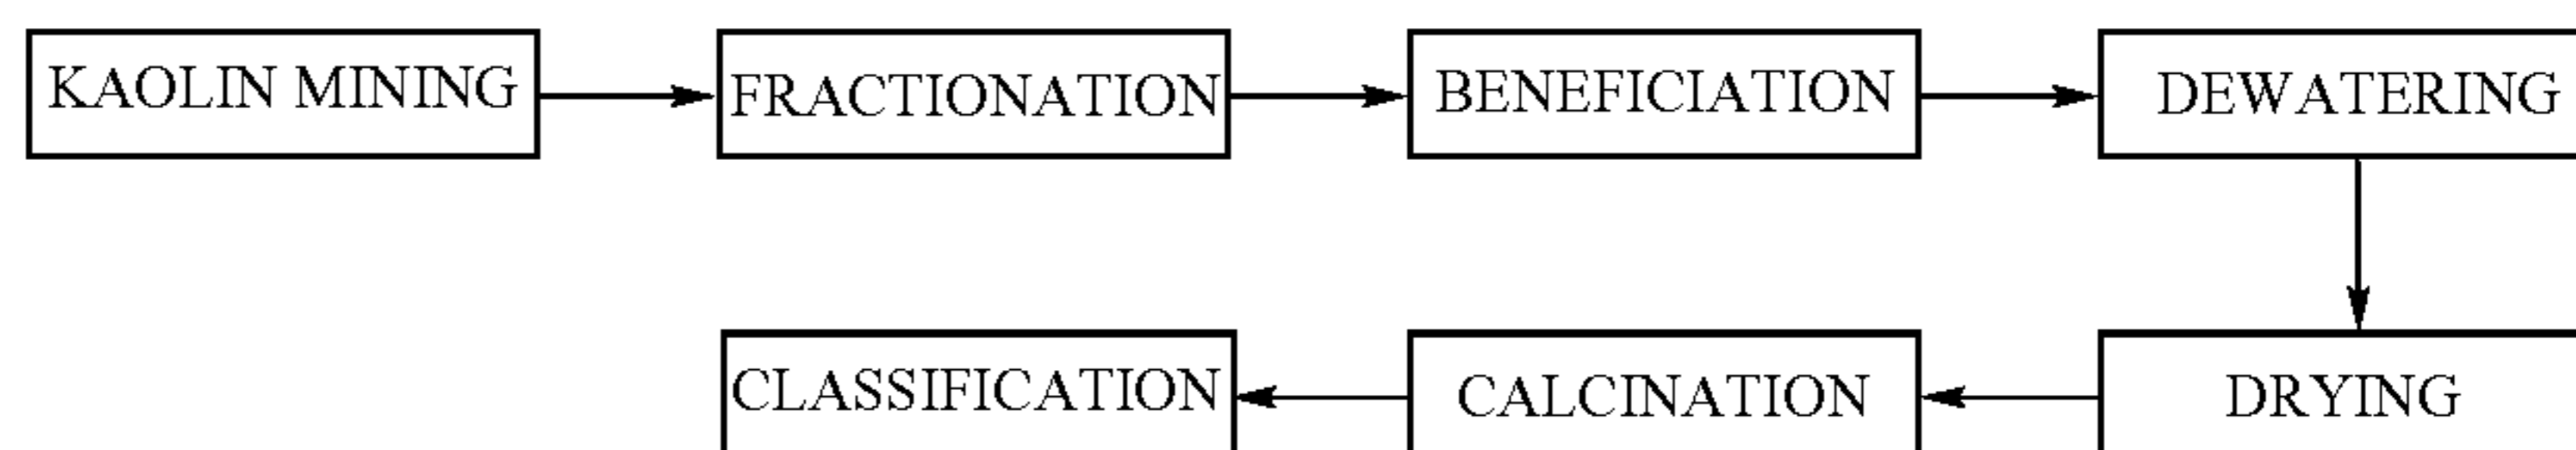 KAOLIN MINING
FRACTIONATION
BENEFICIATION
DEWATERING
DRYING
CALCINATION
CLASSIFICATION